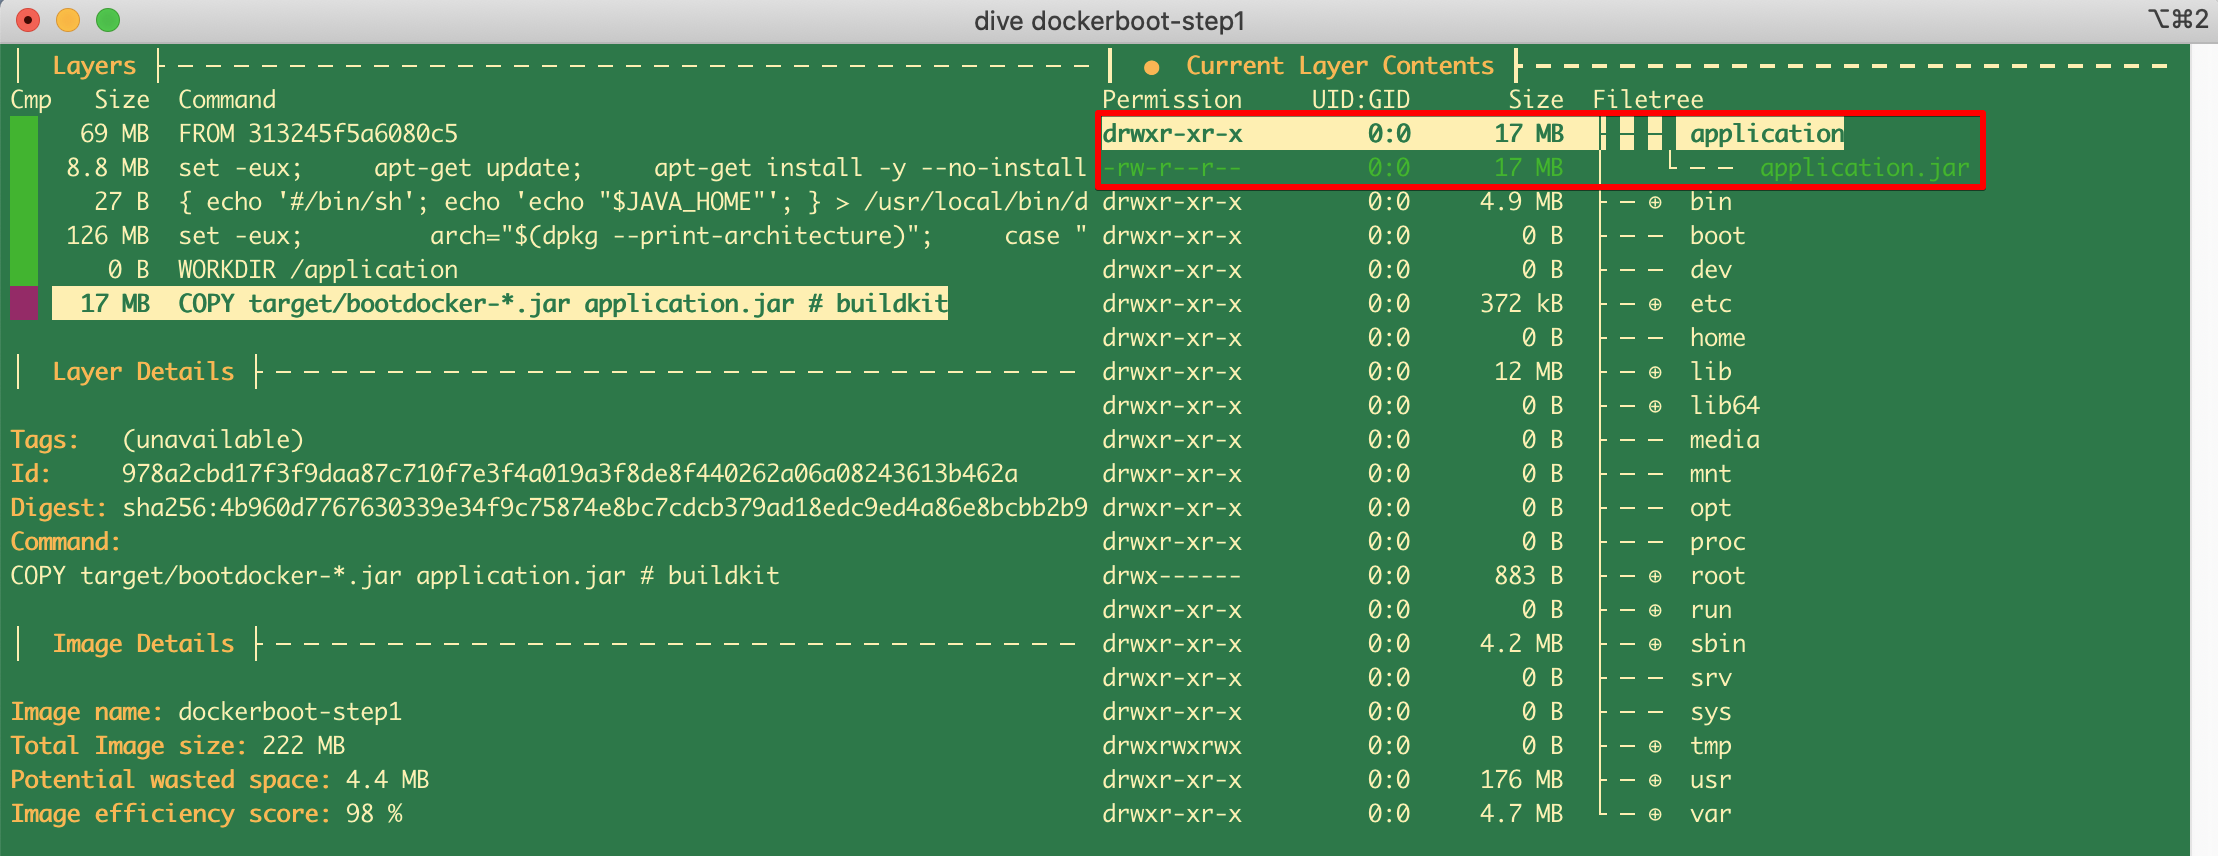 dive dockerboot-step1
⌥⌘2
Layers
Cmp Size Command
69 MB FROM 313245f5a6080c5
8.8 MB set -eux; apt-get update; apt-get install -y --no-install
27 B { echo '#/bin/sh'; echo 'echo "$JAVA_HOME"'; } > /usr/local/bin/d
126 MB set -eux; arch="$(dpkg --print-architecture)"; case "
0 B WORKDIR /application
17 MB COPY target/bootdocker-*.jar application.jar # buildkit
Layer Details
Tags: (unavailable)
Id: 978a2cbd17f3f9daa87c710f7e3f4a019a3f8de8f440262a06a08243613b462a
Digest: sha256:4b960d7767630339e34f9c75874e8bc7cdcb379ad18edc9ed4a86e8bcbb2b9
Command:
COPY target/bootdocker-*.jar application.jar # buildkit
Image Details
Image name: dockerboot-step1
Total Image size: 222 MB
Potential wasted space: 4.4 MB
Image efficiency score: 98 %
● Current Layer Contents
Permission UID:GID Size Filetree
drwxr-xr-x 0:0 17 MB ├── application
-rw-r--r-- 0:0 17 MB │ └── application.jar
drwxr-xr-x 0:0 4.9 MB ├─⊕ bin
drwxr-xr-x 0:0 0 B ├── boot
drwxr-xr-x 0:0 0 B ├── dev
drwxr-xr-x 0:0 372 kB ├─⊕ etc
drwxr-xr-x 0:0 0 B ├── home
drwxr-xr-x 0:0 12 MB ├─⊕ lib
drwxr-xr-x 0:0 0 B ├─⊕ lib64
drwxr-xr-x 0:0 0 B ├── media
drwxr-xr-x 0:0 0 B ├── mnt
drwxr-xr-x 0:0 0 B ├── opt
drwxr-xr-x 0:0 0 B ├── proc
drwx------ 0:0 883 B ├─⊕ root
drwxr-xr-x 0:0 0 B ├─⊕ run
drwxr-xr-x 0:0 4.2 MB ├─⊕ sbin
drwxr-xr-x 0:0 0 B ├── srv
drwxr-xr-x 0:0 0 B ├── sys
drwxrwxrwx 0:0 0 B ├─⊕ tmp
drwxr-xr-x 0:0 176 MB ├─⊕ usr
drwxr-xr-x 0:0 4.7 MB └─⊕ var